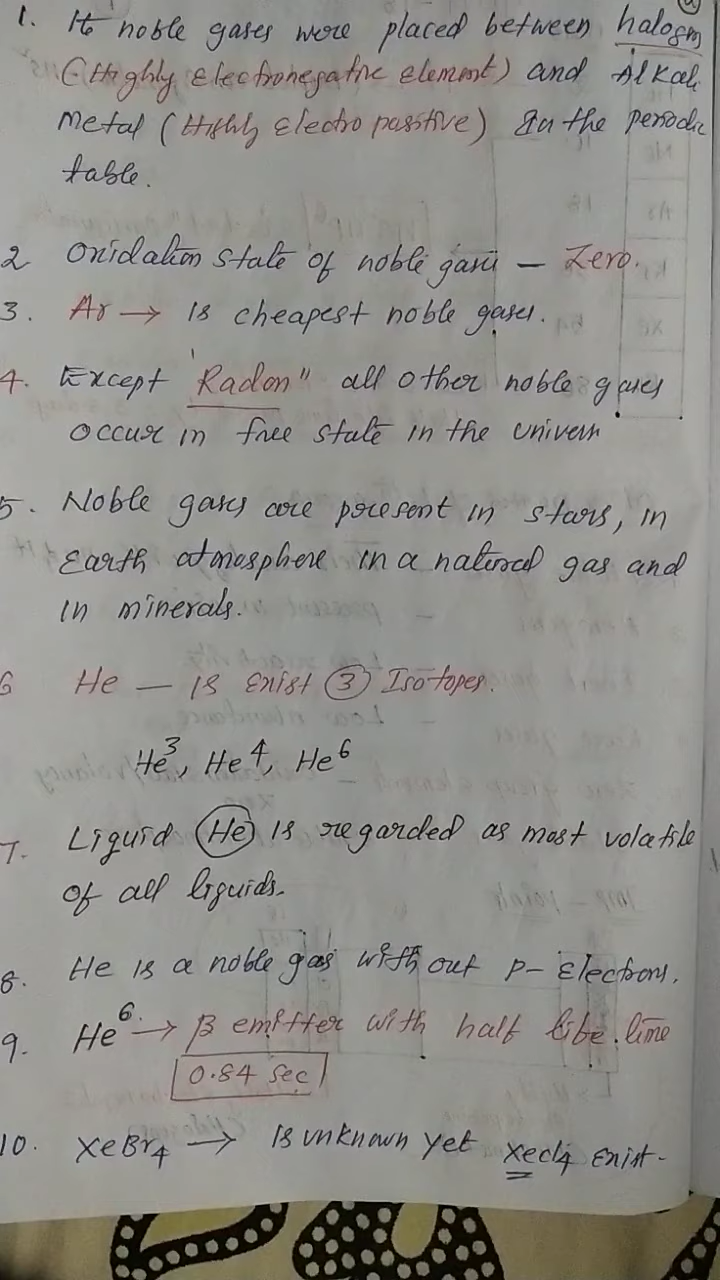 1. It noble gases were placed between halogen
(Highly electronegative element) and Alkali
Metal (Highly Electro passitive) In the periodic
table.
2 Oxidation state of noble gases — Zero.
3. Ar → is cheapest noble gases.
4. Except 'Radon" all other noble gases
occur in free state in the univers
5. Noble gases are present in stars, in
Earth atmosphere in a natural gas and
in minerals.
6 He — is exist 3 Isotopes.
He³, He⁴, He⁶
7. Liquid He is regarded as most volatile
of all liquids.
8. He is a noble gas without p- Electrons.
9. He⁶ → β emitter with half life time
0.84 sec
10. XeBr4 → is unknown yet Xecl4 exist-